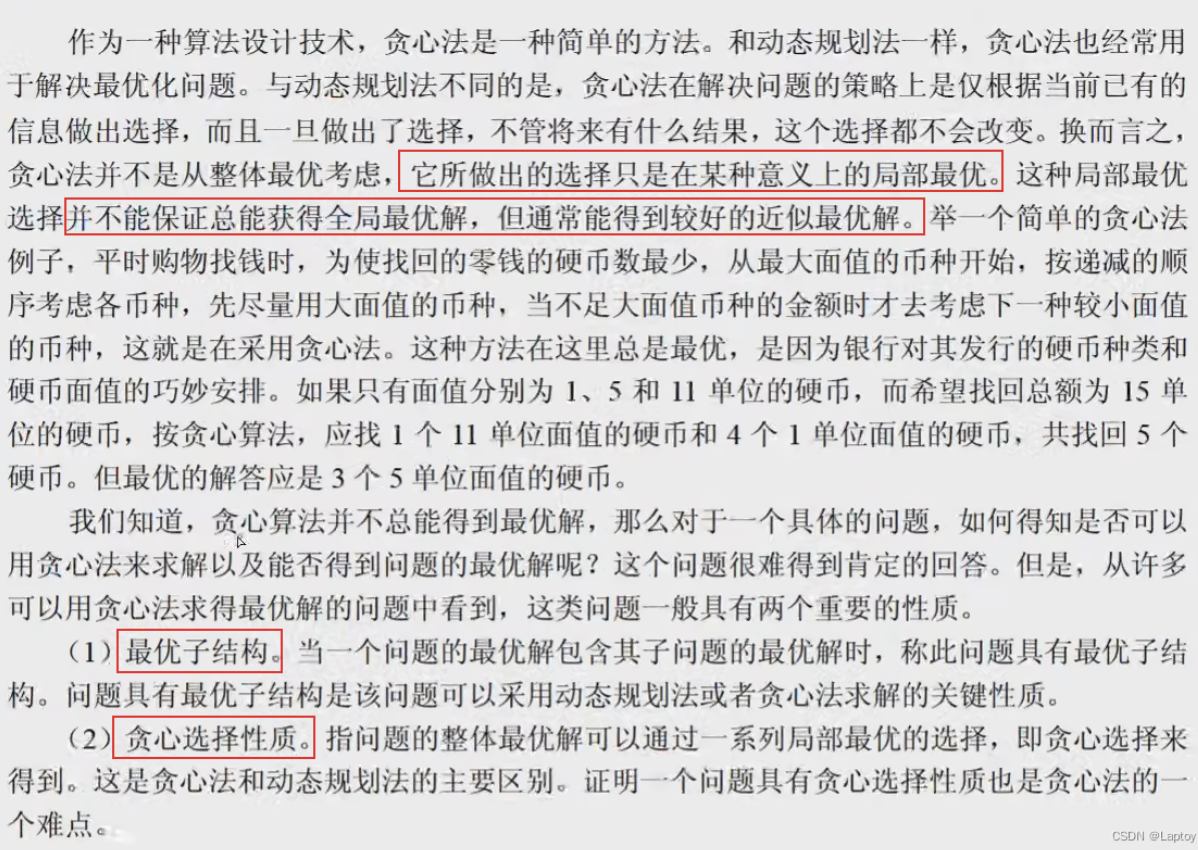 作为一种算法设计技术，贪心法是一种简单的方法。和动态规划法一样，贪心法也经常用
于解决最优化问题。与动态规划法不同的是，贪心法在解决问题的策略上是仅根据当前已有的
信息做出选择，而且一旦做出了选择，不管将来有什么结果，这个选择都不会改变。换而言之，
贪心法并不是从整体最优考虑，它所做出的选择只是在某种意义上的局部最优。这种局部最优
选择并不能保证总能获得全局最优解，但通常能得到较好的近似最优解。举一个简单的贪心法
例子，平时购物找钱时，为使找回的零钱的硬币数最少，从最大面值的币种开始，按递减的顺
序考虑各币种，先尽量用大面值的币种，当不足大面值币种的金额时才去考虑下一种较小面值
的币种，这就是在采用贪心法。这种方法在这里总是最优，是因为银行对其发行的硬币种类和
硬币面值的巧妙安排。如果只有面值分别为 1、5 和 11 单位的硬币，而希望找回总额为 15 单
位的硬币，按贪心算法，应找 1 个 11 单位面值的硬币和 4 个 1 单位面值的硬币，共找回 5 个
硬币。但最优的解答应是 3 个 5 单位面值的硬币。
我们知道，贪心算法并不总能得到最优解，那么对于一个具体的问题，如何得知是否可以
用贪心法来求解以及能否得到问题的最优解呢？这个问题很难得到肯定的回答。但是，从许多
可以用贪心法求得最优解的问题中看到，这类问题一般具有两个重要的性质。
（1）最优子结构。当一个问题的最优解包含其子问题的最优解时，称此问题具有最优子结
构。问题具有最优子结构是该问题可以采用动态规划法或者贪心法求解的关键性质。
（2）贪心选择性质。指问题的整体最优解可以通过一系列局部最优的选择，即贪心选择来
得到。这是贪心法和动态规划法的主要区别。证明一个问题具有贪心选择性质也是贪心法的一
个难点。
CSDN @Laptoy